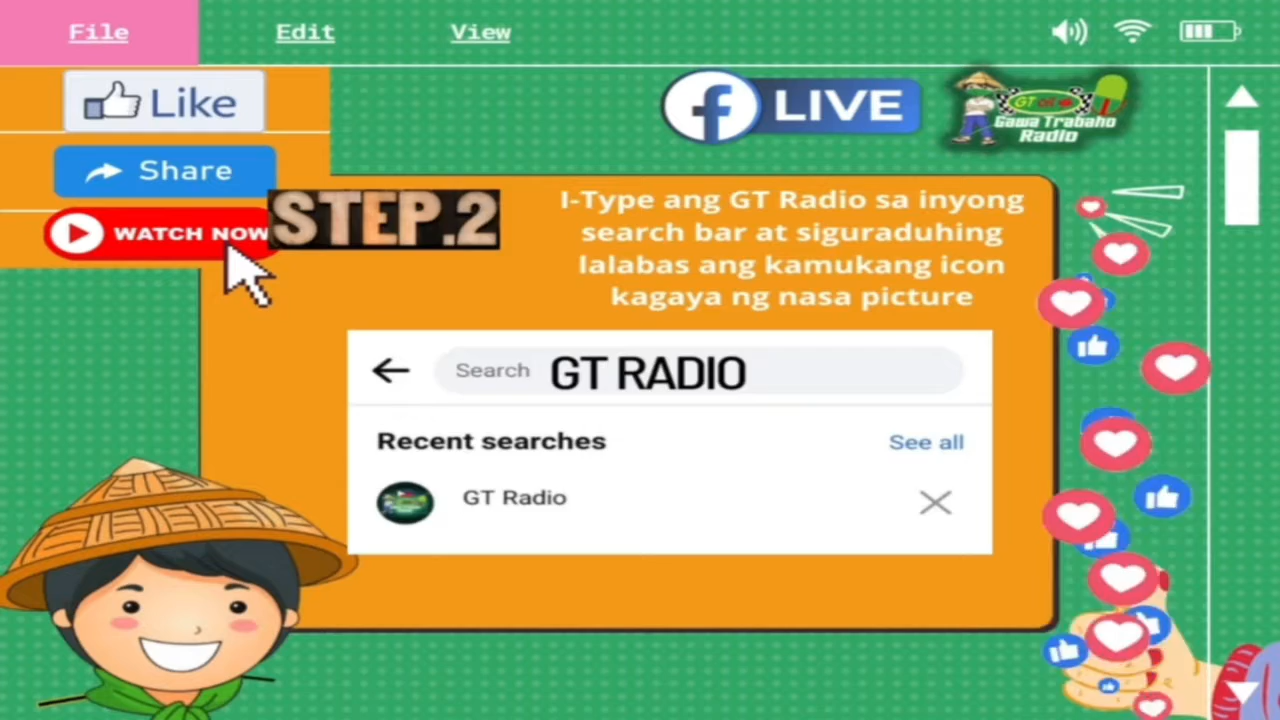 File Edit View
Like
Share
WATCH NOW
f LIVE
GT
Gawa Trabaho
Radio
STEP.2
I-Type ang GT Radio sa inyong
search bar at siguraduhing
lalabas ang kamukang icon
kagaya ng nasa picture
Search GT RADIO
Recent searches See all
GT Radio